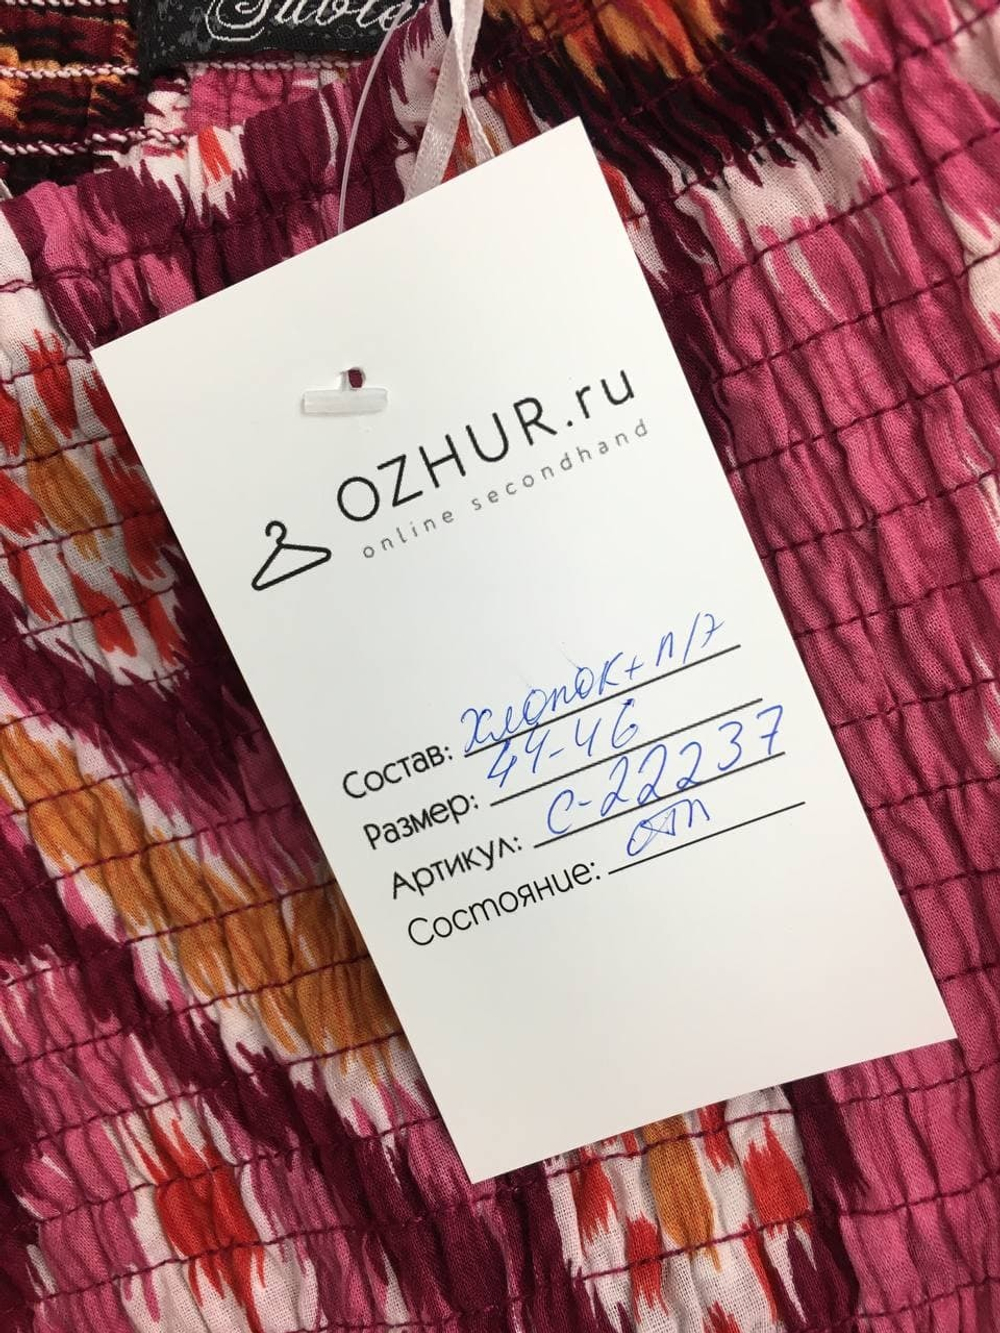 OZHUR.ru
online secondhand
Состав: хлопок + п/э
Размер: 44-46
Артикул: С-22237
Состояние: отл